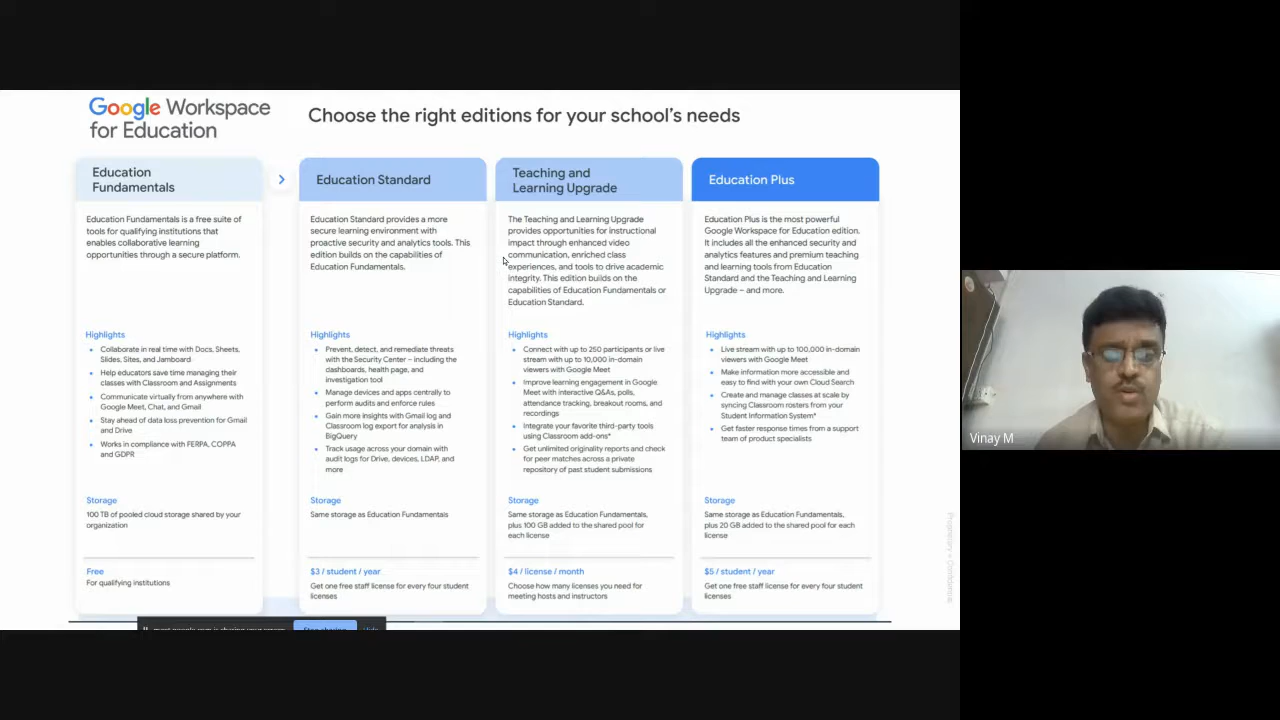 Google Workspace
for Education
Choose the right editions for your school's needs
Education
Fundamentals
Education Fundamentals is a free suite of
tools for qualifying institutions that
enables collaborative learning
opportunities through a secure platform.
Highlights
Collaborate in real time with Docs, Sheets,
Slides, Sites, and Jamboard
Help educators save time managing their
classes with Classroom and Assignments
Communicate virtually from anywhere with
Google Meet, Chat, and Gmail
Stay ahead of data loss prevention for Gmail
and Drive
Works in compliance with FERPA, COPPA
and GDPR
Storage
100 TB of pooled cloud storage shared by your
organization
Free
For qualifying institutions
Education Standard
Education Standard provides a more
secure learning environment with
proactive security and analytics tools. This
edition builds on the capabilities of
Education Fundamentals.
Highlights
Prevent, detect, and remediate threats
with the Security Center – including the
dashboards, health page, and
investigation tool
Manage devices and apps centrally to
perform audits and enforce rules
Gain more insights with Gmail log and
Classroom log export for analysis in
BigQuery
Track usage across your domain with
audit logs for Drive, devices, LDAP, and
more
Storage
Same storage as Education Fundamentals
$3 / student / year
Get one free staff license for every four student
licenses
Teaching and
Learning Upgrade
The Teaching and Learning Upgrade
provides opportunities for instructional
impact through enhanced video
communication, enriched class
experiences, and tools to drive academic
integrity. This edition builds on the
capabilities of Education Fundamentals or
Education Standard.
Highlights
Connect with up to 250 participants or live
stream with up to 10,000 in-domain
viewers with Google Meet
Improve learning engagement in Google
Meet with interactive Q&As, polls,
attendance tracking, breakout rooms, and
recordings
Integrate your favorite third-party tools
using Classroom add-ons*
Get unlimited originality reports and check
for peer matches across a private
repository of past student submissions
Storage
Same storage as Education Fundamentals,
plus 100 GB added to the shared pool for
each license
$4 / license / month
Choose how many licenses you need for
meeting hosts and instructors
Education Plus
Education Plus is the most powerful
Google Workspace for Education edition.
It includes all the enhanced security and
analytics features and premium teaching
and learning tools from Education
Standard and the Teaching and Learning
Upgrade – and more.
Highlights
Live stream with up to 100,000 in-domain
viewers with Google Meet
Make information more accessible and
easy to find with your own Cloud Search
Create and manage classes at scale by
syncing Classroom rosters from your
Student Information System*
Get faster response times from a support
team of product specialists
Storage
Same storage as Education Fundamentals,
plus 20 GB added to the shared pool for each
license
$5 / student / year
Get one free staff license for every four student
licenses
Vinay M